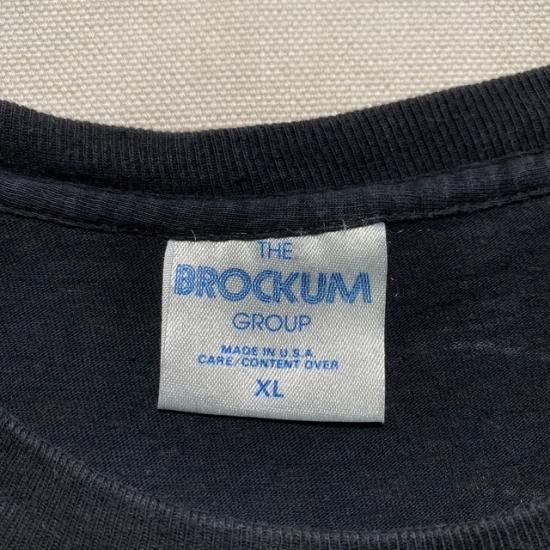 THE
BROCKUM
GROUP
MADE IN U.S.A
CARE/CONTENT OVER
XL